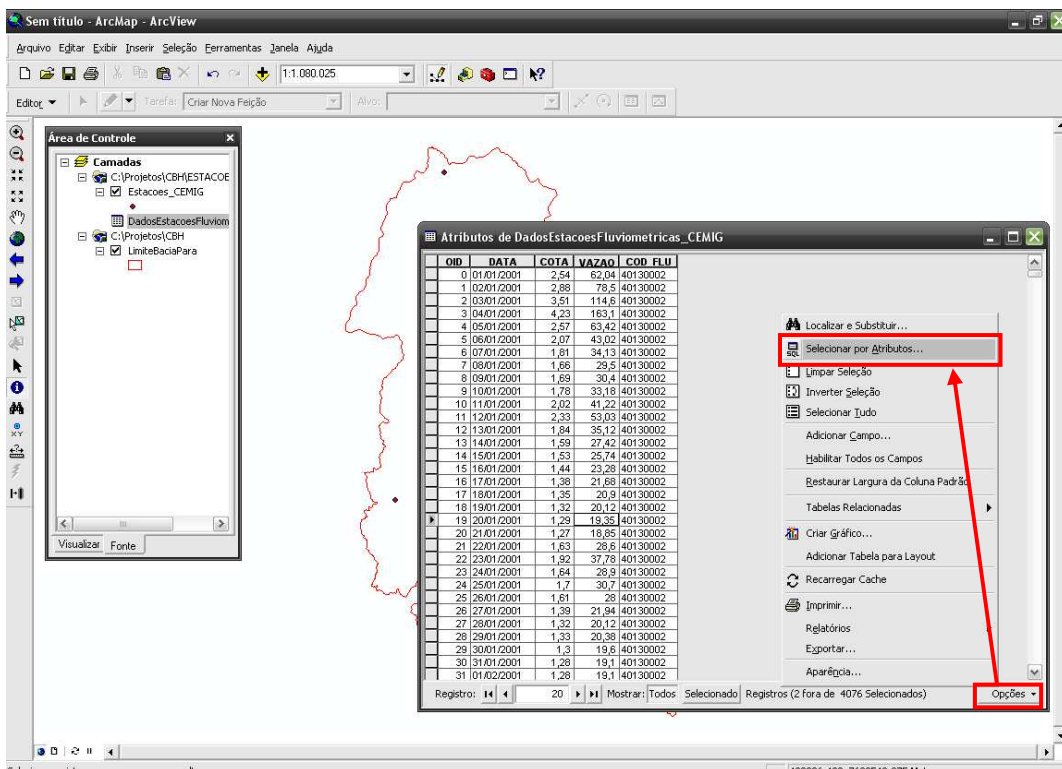 Sem título - ArcMap - ArcView
Arquivo Editar Exibir Inserir Seleção Ferramentas Janela Ajuda
1:1.080.025
Editor Tarefa: Criar Nova Feição Alvo:
Área de Controle
Camadas
C:\Projetos\CBH\ESTACOE
Estacoes_CEMIG
DadosEstacoesFluviom
C:\Projetos\CBH
LimiteBaciaPara
Visualizar Fonte
Atributos de DadosEstacoesFluviometricas_CEMIG
OID DATA COTA VAZAO COD_FLU
0 01/01/2001 2,54 62,04 40130002
1 02/01/2001 2,88 78,5 40130002
2 03/01/2001 3,51 114,6 40130002
3 04/01/2001 4,23 163,1 40130002
4 05/01/2001 2,57 63,42 40130002
5 06/01/2001 2,07 43,02 40130002
6 07/01/2001 1,81 34,13 40130002
7 08/01/2001 1,66 29,5 40130002
8 09/01/2001 1,69 30,4 40130002
9 10/01/2001 1,78 33,18 40130002
10 11/01/2001 2,02 41,22 40130002
11 12/01/2001 2,33 53,03 40130002
12 13/01/2001 1,84 35,12 40130002
13 14/01/2001 1,59 27,42 40130002
14 15/01/2001 1,53 25,74 40130002
15 16/01/2001 1,44 23,28 40130002
16 17/01/2001 1,38 21,68 40130002
17 18/01/2001 1,35 20,9 40130002
18 19/01/2001 1,32 20,12 40130002
19 20/01/2001 1,29 19,35 40130002
20 21/01/2001 1,27 18,85 40130002
21 22/01/2001 1,63 28,6 40130002
22 23/01/2001 1,92 37,78 40130002
23 24/01/2001 1,64 28,9 40130002
24 25/01/2001 1,7 30,7 40130002
25 26/01/2001 1,61 28 40130002
26 27/01/2001 1,39 21,94 40130002
27 28/01/2001 1,32 20,12 40130002
28 29/01/2001 1,33 20,38 40130002
29 30/01/2001 1,3 19,6 40130002
30 31/01/2001 1,28 19,1 40130002
31 01/02/2001 1,28 19,1 40130002
Localizar e Substituir...
SQL Selecionar por Atributos...
Limpar Seleção
Inverter Seleção
Selecionar Tudo
Adicionar Campo...
Habilitar Todos os Campos
Restaurar Largura da Coluna Padrão
Tabelas Relacionadas
Criar Gráfico...
Adicionar Tabela para Layout
Recarregar Cache
Imprimir...
Relatórios
Exportar...
Aparência...
Registro: 20 Mostrar: Todos Selecionado Registros (2 fora de 4076 Selecionados) Opções